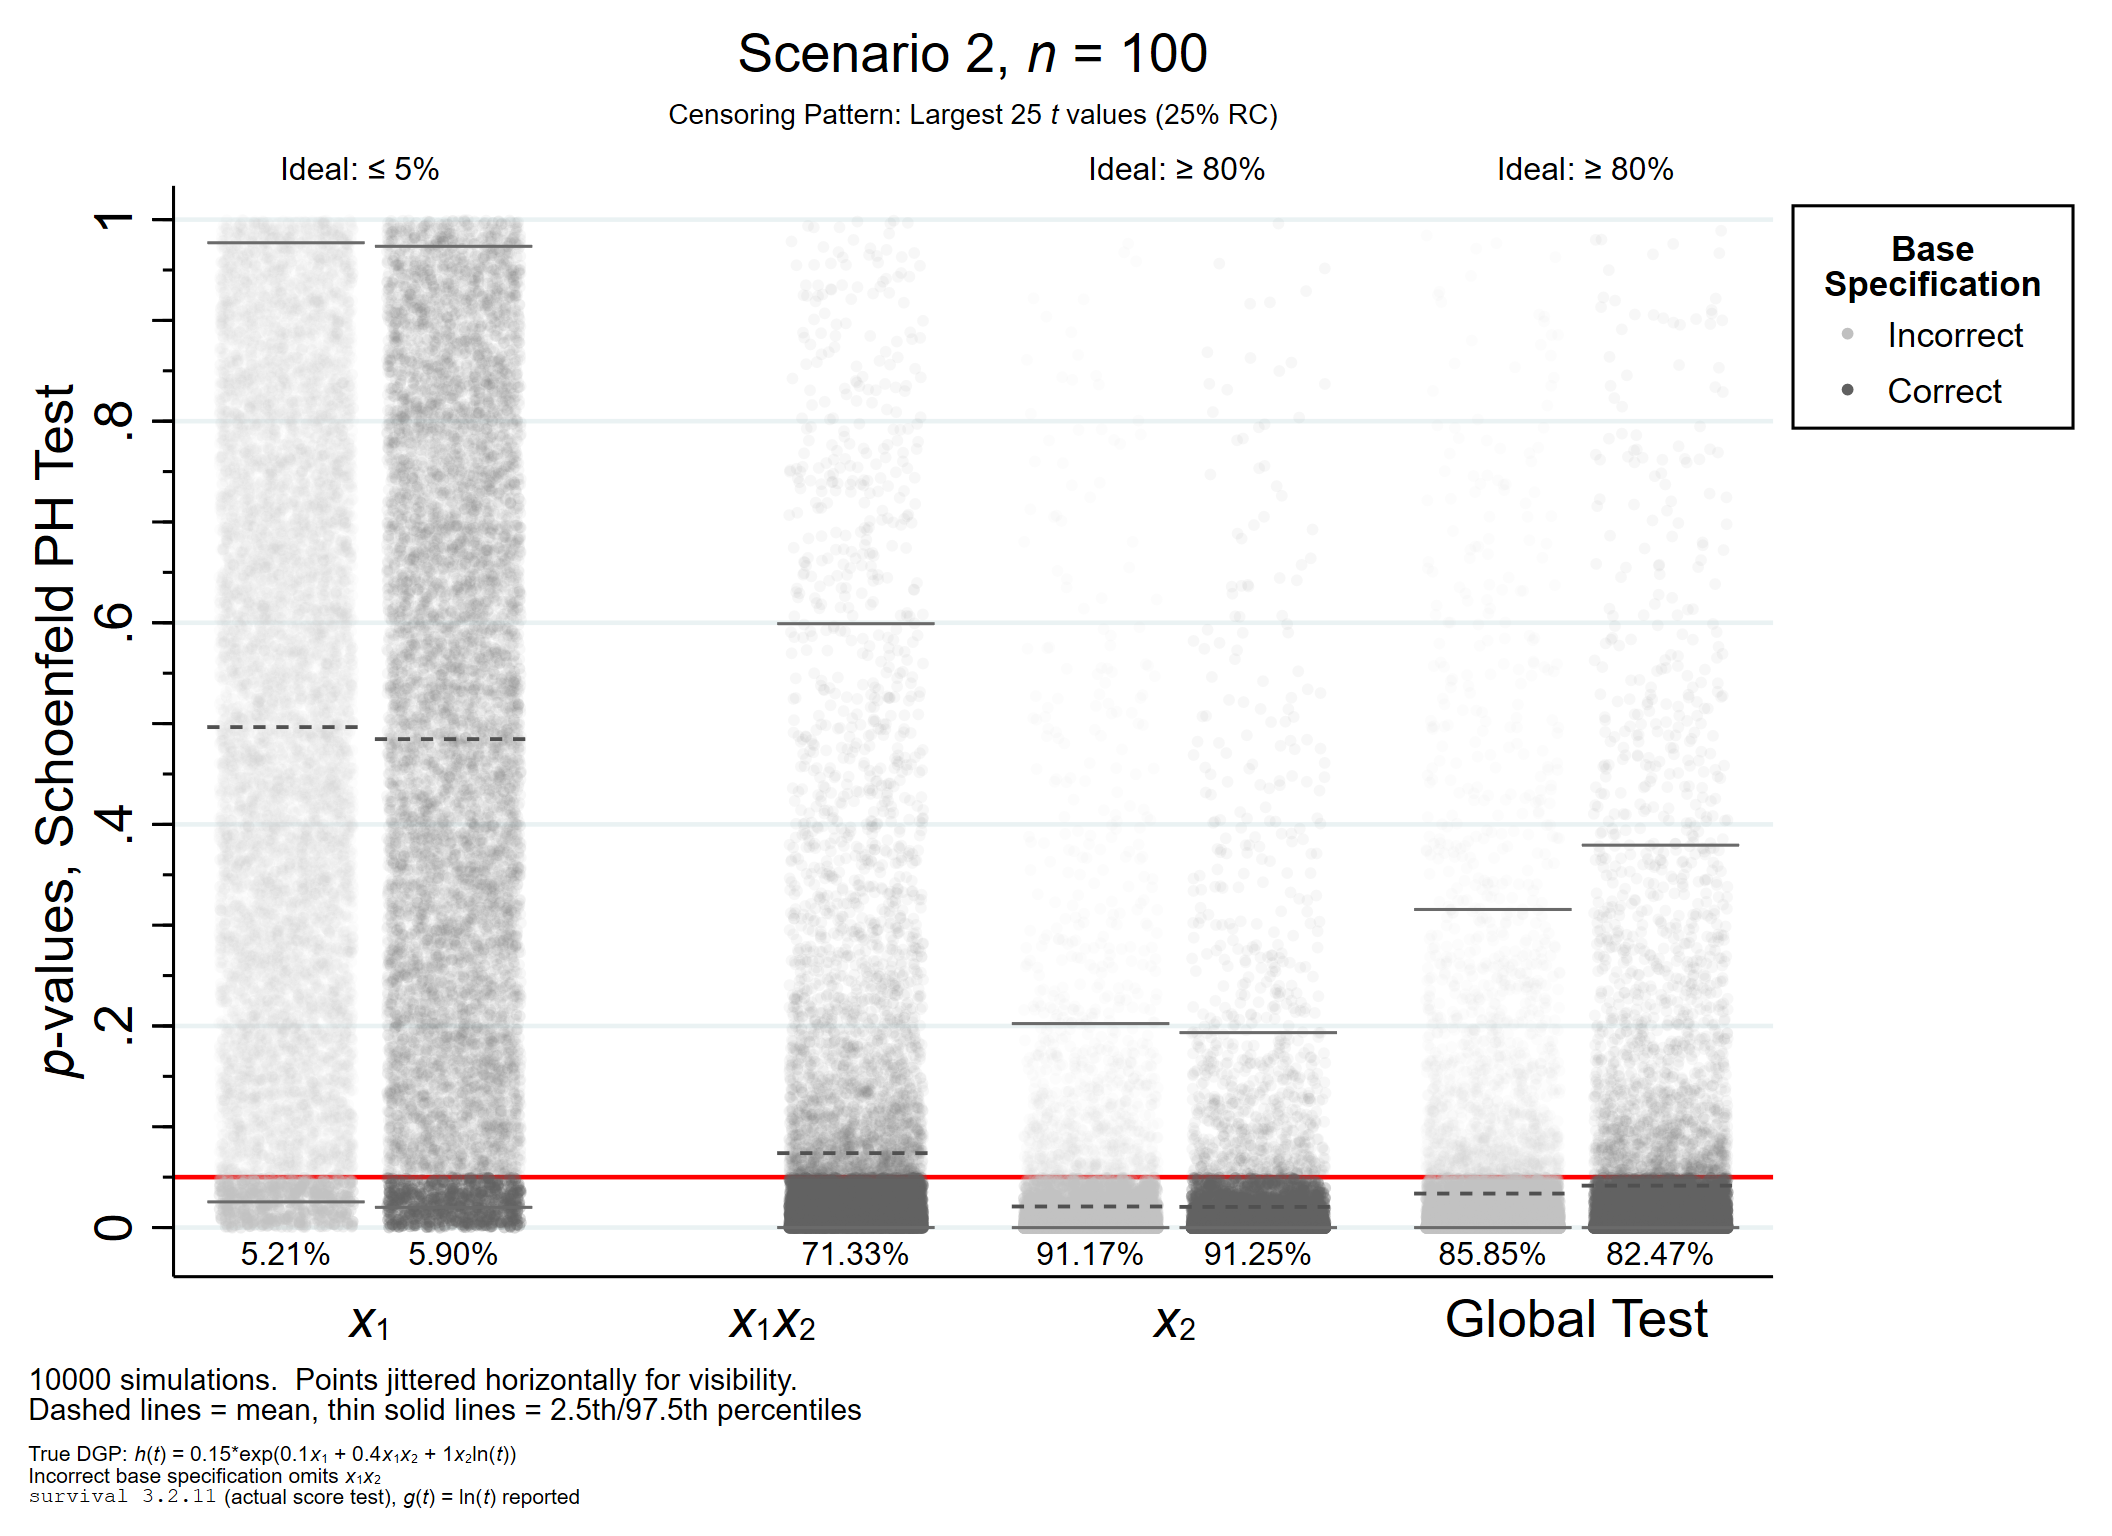 Scenario 2, n = 100
Censoring Pattern: Largest 25 t values (25% RC)
Ideal: ≤ 5%
Ideal: ≥ 80%
Ideal: ≥ 80%
p-values, Schoenfeld PH Test
1
.8
.6
.4
.2
0
5.21%
5.90%
71.33%
91.17%
91.25%
85.85%
82.47%
x₁
x₁x₂
x₂
Global Test
Base
Specification
Incorrect
Correct
10000 simulations.  Points jittered horizontally for visibility.
Dashed lines = mean, thin solid lines = 2.5th/97.5th percentiles
True DGP: h(t) = 0.15*exp(0.1x₁ + 0.4x₁x₂ + 1x₂ln(t))
Incorrect base specification omits x₁x₂
survival 3.2.11 (actual score test), g(t) = ln(t) reported